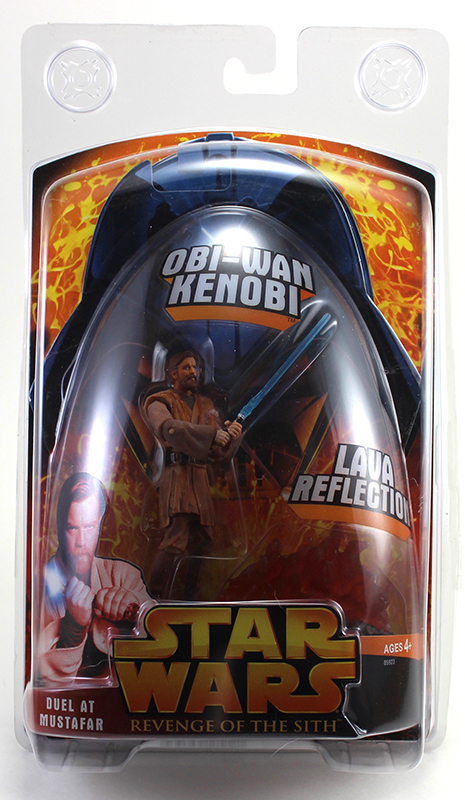 OBI-WAN
KENOBI
LAVA
REFLECTION
STAR
WARS
REVENGE OF THE SITH
DUEL AT
MUSTAFAR
AGES 4+